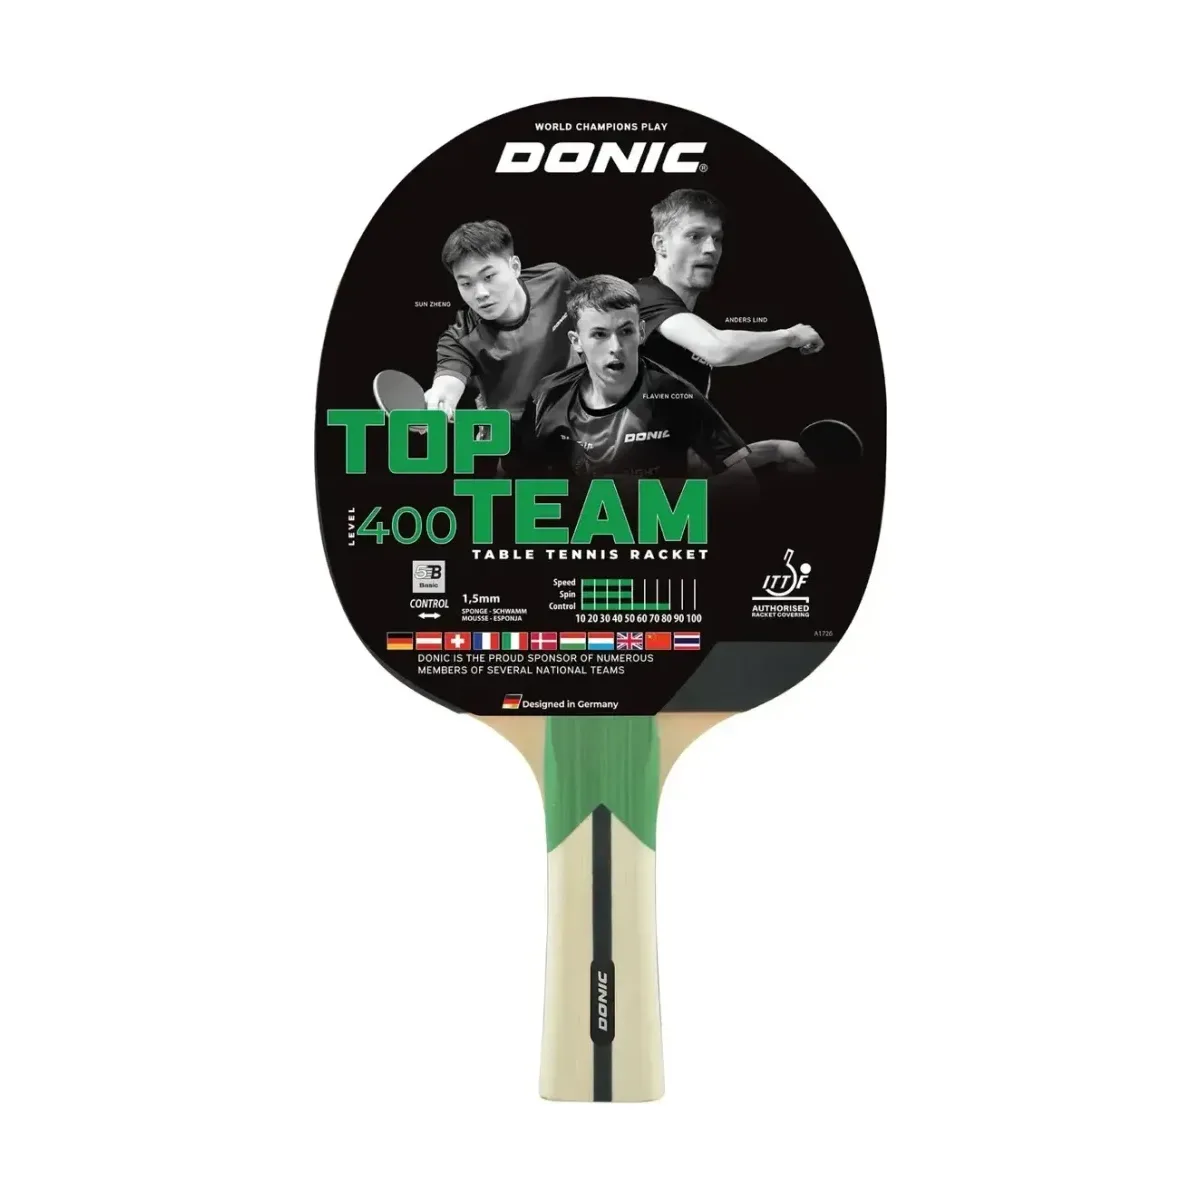 WORLD CHAMPIONS PLAY
DONIC®
SUN ZHENG
ANDERS LIND
FLAVIEN COTON
DONIC
TOP
TEAM
LEVEL
400
TABLE TENNIS RACKET
5B
Basic
CONTROL
1,5mm
SPONGE - SCHWAMM
MOUSSE - ESPONJA
Speed
Spin
Control
10 20 30 40 50 60 70 80 90 100
ITTF
AUTHORISED
RACKET COVERING
A1726
DONIC IS THE PROUD SPONSOR OF NUMEROUS
MEMBERS OF SEVERAL NATIONAL TEAMS
Designed in Germany
DONIC